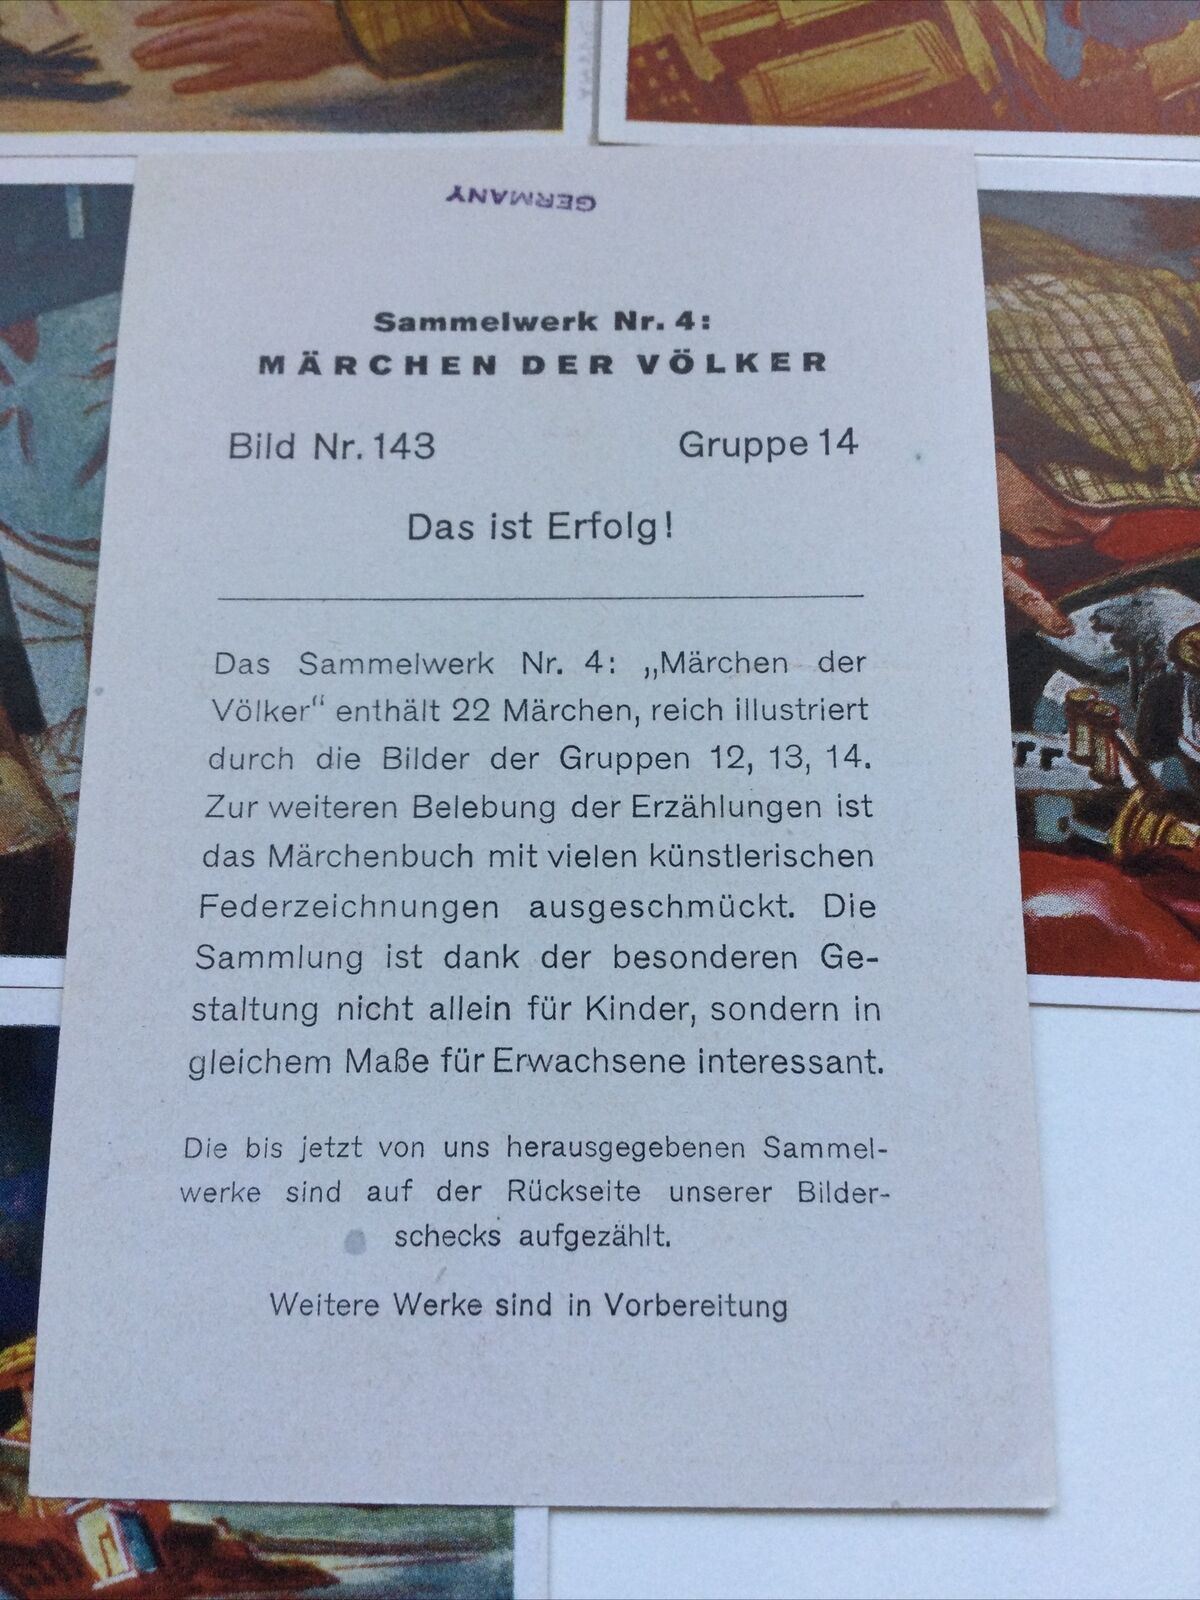 GERMANY
Sammelwerk Nr. 4:
MÄRCHEN DER VÖLKER
Bild Nr. 143 Gruppe 14
Das ist Erfolg!
Das Sammelwerk Nr. 4: „Märchen der
Völker“ enthält 22 Märchen, reich illustriert
durch die Bilder der Gruppen 12, 13, 14.
Zur weiteren Belebung der Erzählungen ist
das Märchenbuch mit vielen künstlerischen
Federzeichnungen ausgeschmückt. Die
Sammlung ist dank der besonderen Ge-
staltung nicht allein für Kinder, sondern in
gleichem Maße für Erwachsene interessant.
Die bis jetzt von uns herausgegebenen Sammel-
werke sind auf der Rückseite unserer Bilder-
schecks aufgezählt.
Weitere Werke sind in Vorbereitung